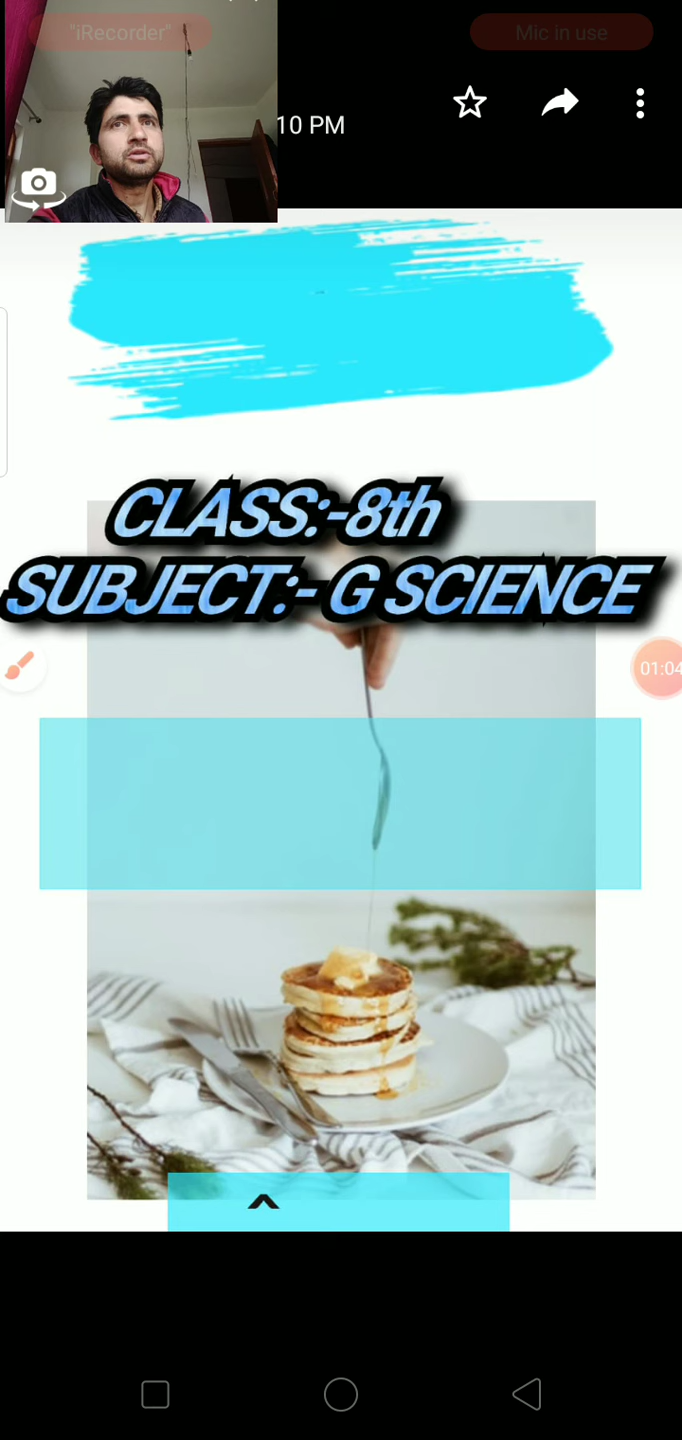 "iRecorder"
Mic in use
10 PM
CLASS:-8th
SUBJECT:- G SCIENCE
01:04